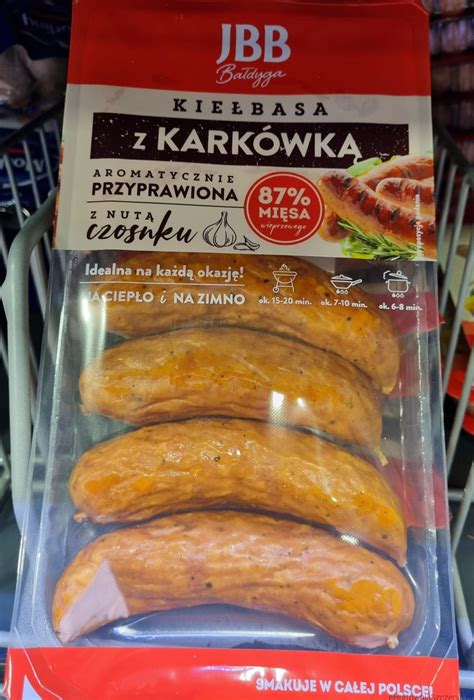 JBB
Bałdyga
KIEŁBASA
z KARKÓWKĄ
AROMATYCZNIE
PRZYPRAWIONA
Z NUTĄ
czosnku
87%
MIĘSA
wieprzowego
Idealna na każdą okazję!
NA CIEPŁO i NA ZIMNO
ok. 15-20 min.
ok. 7-10 min.
ok. 6-8 min.
SMAKUJE W CAŁEJ POLSCE!